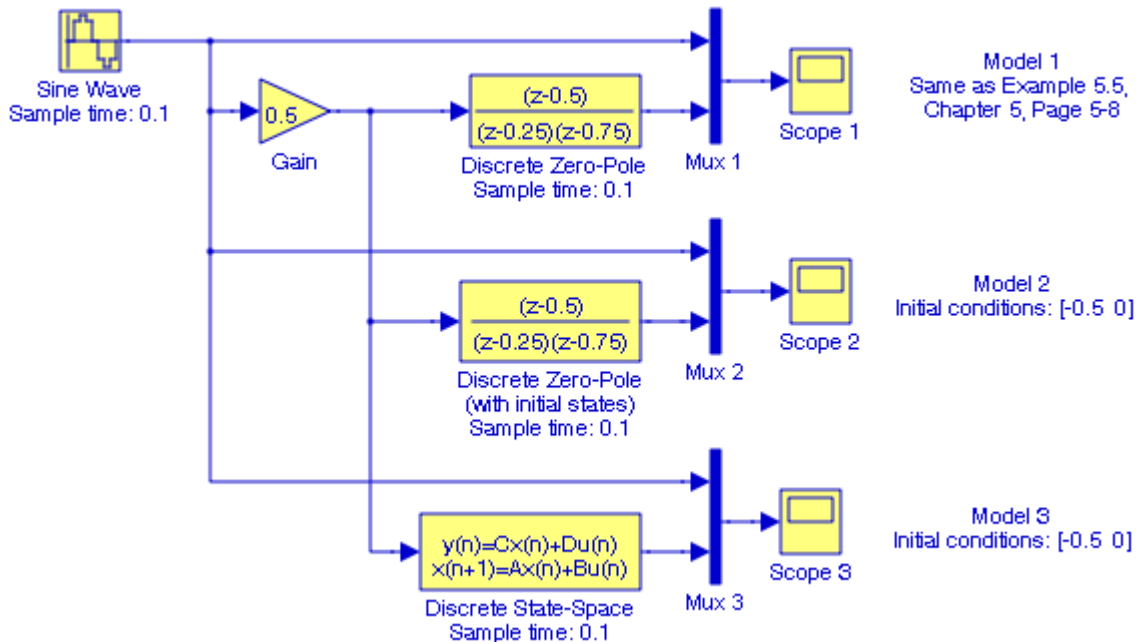 Sine Wave
Sample time: 0.1
0.5
Gain
(z-0.5)
(z-0.25)(z-0.75)
Discrete Zero-Pole
Sample time: 0.1
Mux 1
Scope 1
Model 1
Same as Example 5.5,
Chapter 5, Page 5-8
(z-0.5)
(z-0.25)(z-0.75)
Discrete Zero-Pole
(with initial states)
Sample time: 0.1
Mux 2
Scope 2
Model 2
Initial conditions: [-0.5 0]
y(n)=Cx(n)+Du(n)
x(n+1)=Ax(n)+Bu(n)
Discrete State-Space
Sample time: 0.1
Mux 3
Scope 3
Model 3
Initial conditions: [-0.5 0]